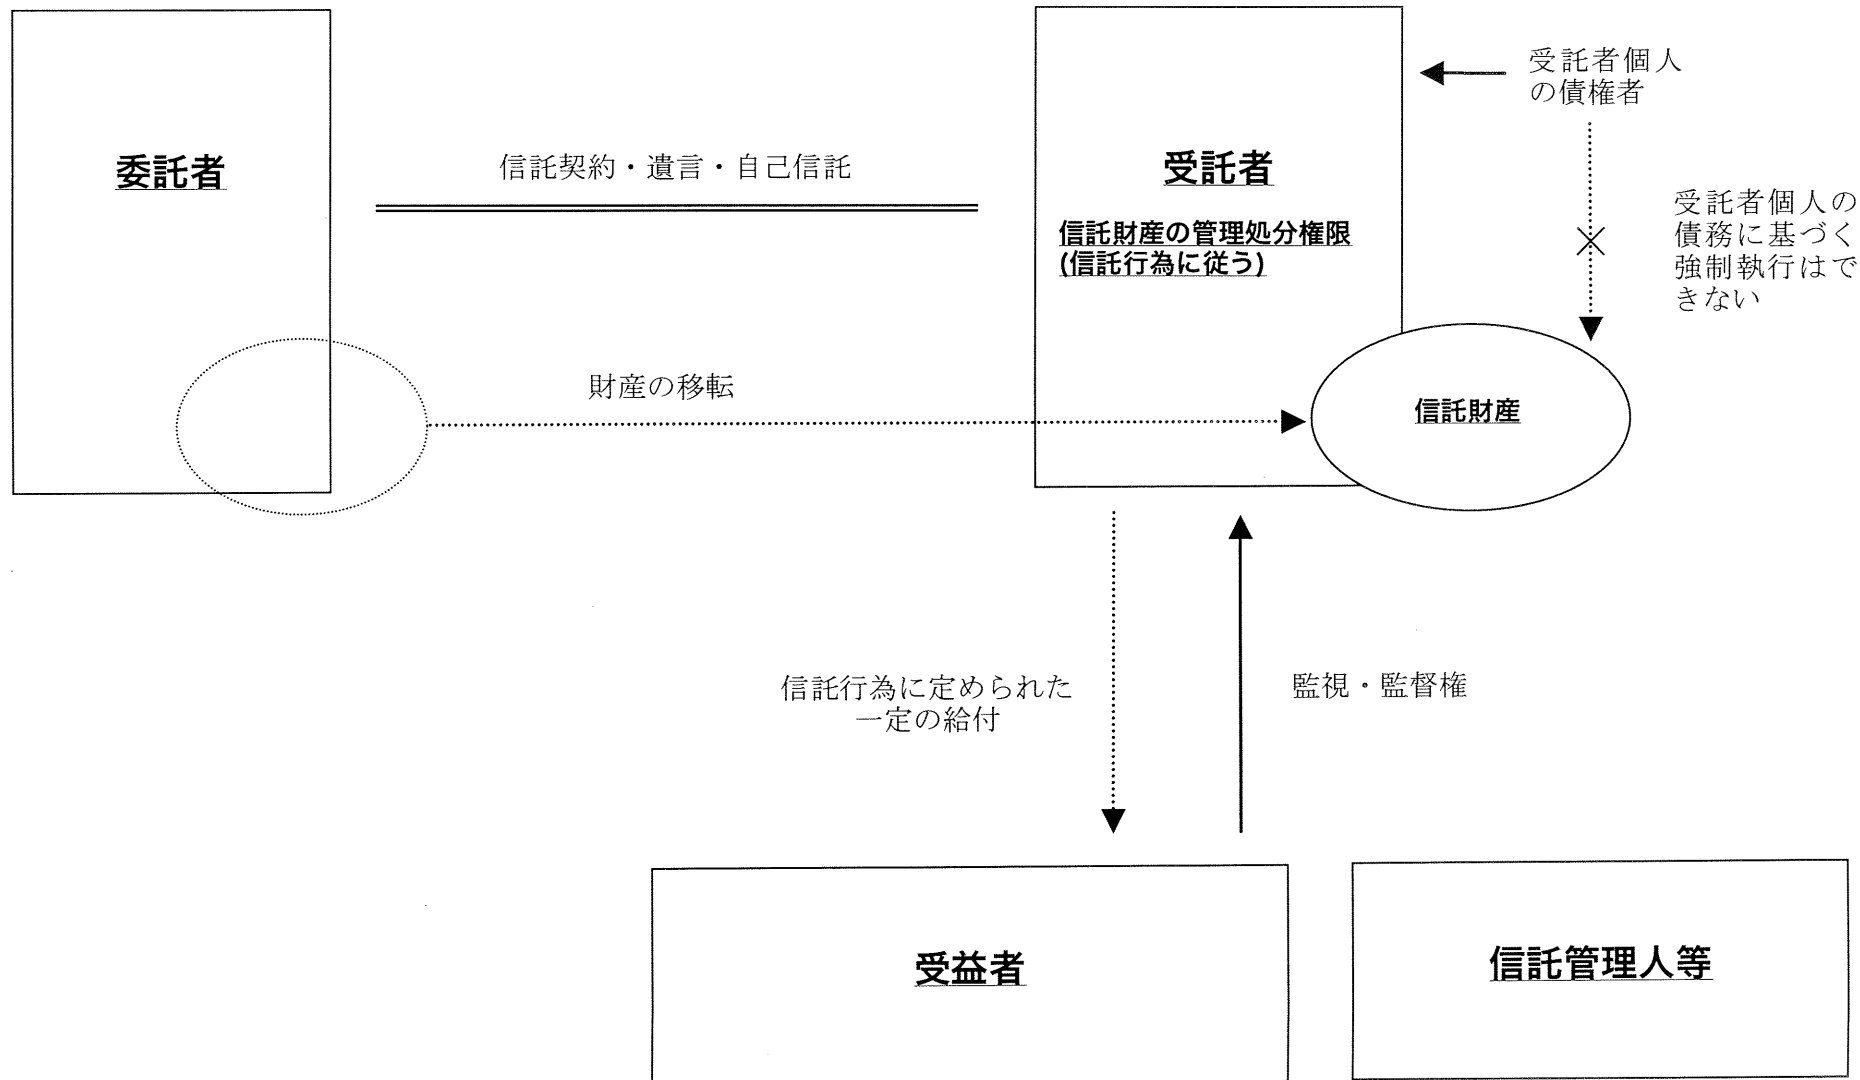 委託者
信託契約・遺言・自己信託
受託者
信託財産の管理処分権限
(信託行為に従う)
受託者個人
の債権者
受託者個人の
債務に基づく
強制執行はで
きない
財産の移転
信託財産
信託行為に定められた
一定の給付
監視・監督権
受益者
信託管理人等